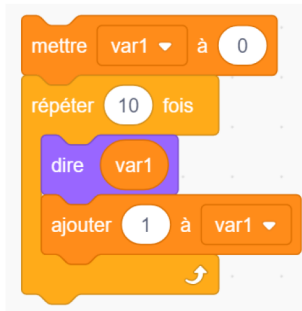 mettre var1 à 0
répéter 10 fois
dire var1
ajouter 1 à var1